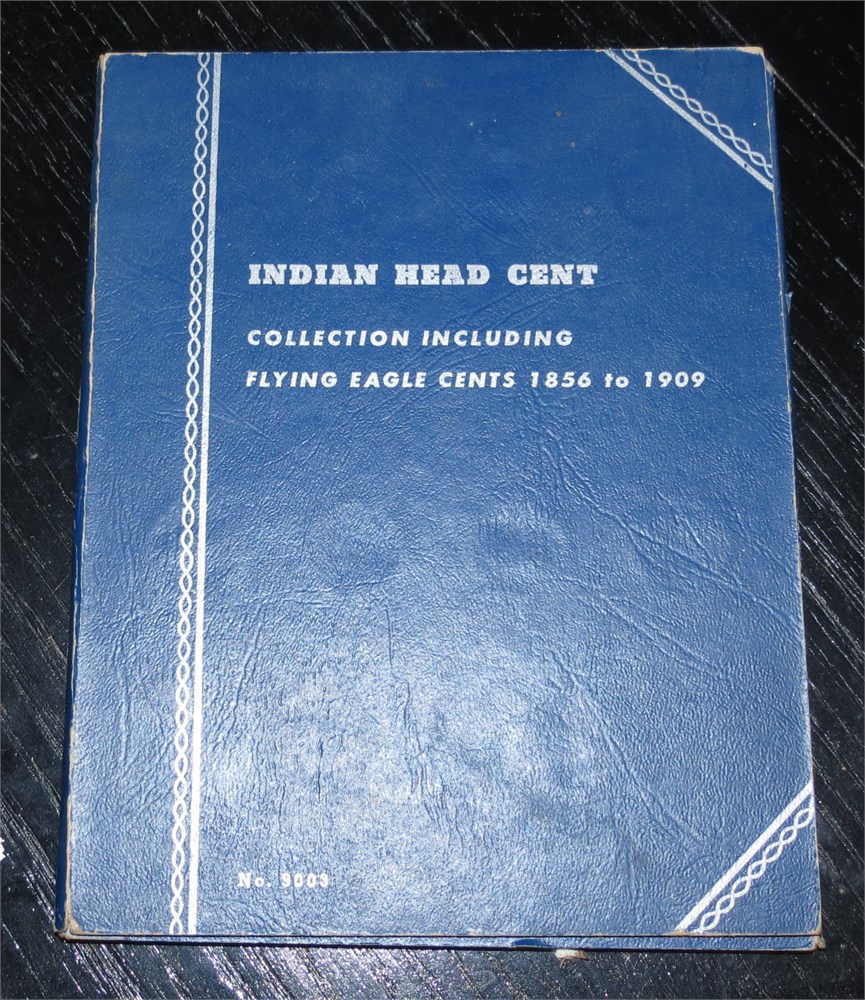 INDIAN HEAD CENT
COLLECTION INCLUDING
FLYING EAGLE CENTS 1856 to 1909
No. 9003